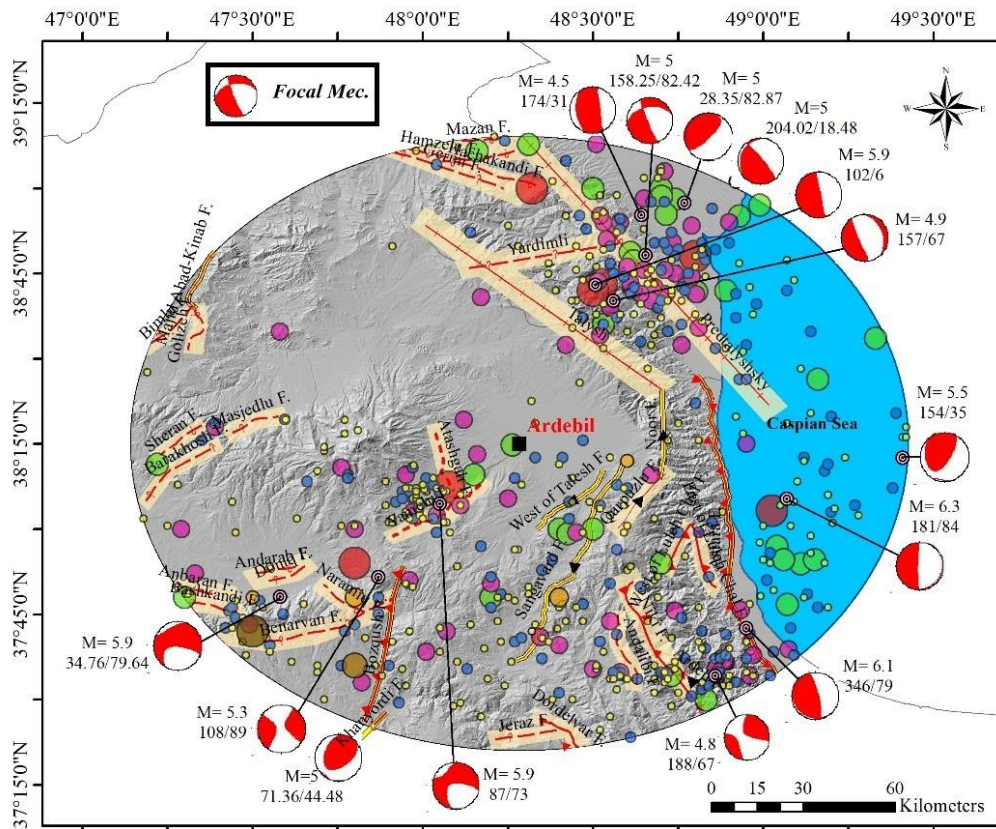 47°0'0"E 47°30'0"E 48°0'0"E 48°30'0"E 49°0'0"E 49°30'0"E
39°15'0"N
38°45'0"N
38°15'0"N
37°45'0"N
37°15'0"N
Focal Mec.
N
W E
S
M= 4.5
174/31
M= 5
158.25/82.42
M= 5
28.35/82.87
M=5
204.02/18.48
M= 5.9
102/6
M= 4.9
157/67
M= 5.5
154/35
M= 6.3
181/84
M= 6.1
346/79
M= 4.8
188/67
M= 5.9
87/73
M=5
71.36/44.48
M= 5.3
108/89
M= 5.9
34.76/79.64
Mazan F.
Yardimli
Talysh
Predtalyshsky
Caspian Sea
Sheran F.
Masjedlu F.
Barakhosh
Ardebil
Noor
West of Talesh F.
Sangavard F.
Andarab F.
Anbaran F.
Benarvan F.
Bozqush F.
Jeraz F.
Dordelvar F.
0 15 30 60
Kilometers